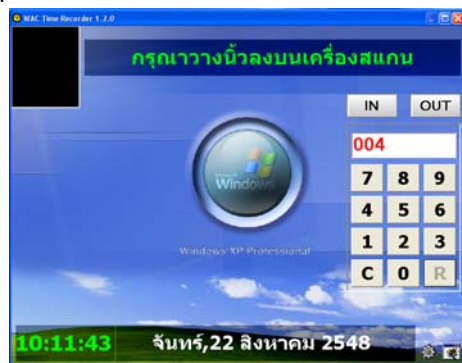 WAC Time Recorder 1.2.0
กรุณาวางนิ้วลงบนเครื่องสแกน
IN OUT
004
7 8 9
4 5 6
1 2 3
C 0 R
Windows
Windows XP Professional
10:11:43 จันทร์,22 สิงหาคม 2548